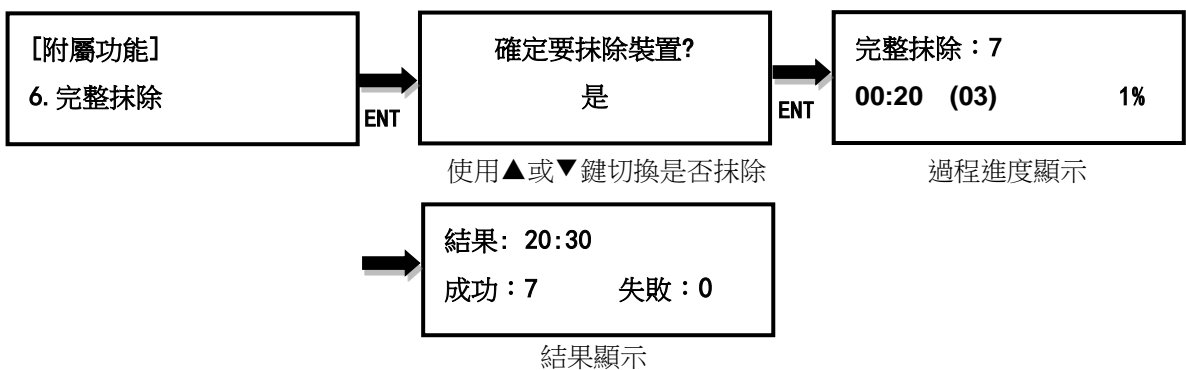 [附屬功能]
6.完整抹除
ENT
確定要抹除裝置?
是
ENT
完整抹除：7
00:20 (03) 1%
使用▲或▼鍵切換是否抹除
過程進度顯示
結果: 20:30
成功：7 失敗：0
結果顯示